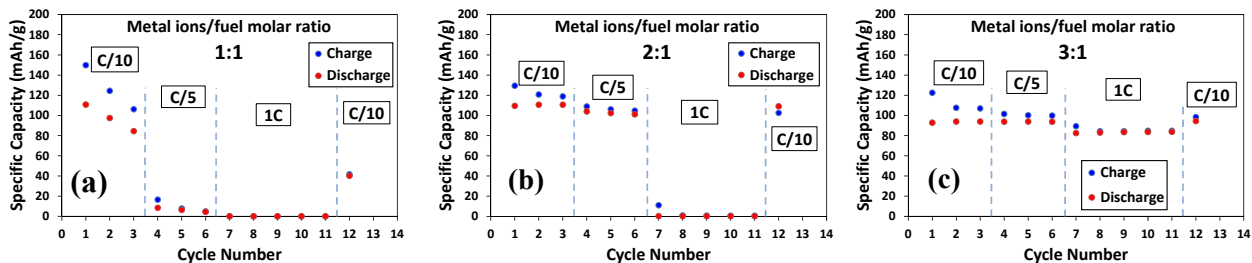 Metal ions/fuel molar ratio
1:1
Specific Capacity (mAh/g)
200
180
160
140
120
100
80
60
40
20
0
C/10
C/5
1C
C/10
Charge
Discharge
(a)
0 1 2 3 4 5 6 7 8 9 10 11 12 13 14
Cycle Number
Metal ions/fuel molar ratio
2:1
Specific Capacity (mAh/g)
200
180
160
140
120
100
80
60
40
20
0
C/10
C/5
1C
C/10
Charge
Discharge
(b)
0 1 2 3 4 5 6 7 8 9 10 11 12 13 14
Cycle Number
Metal ions/fuel molar ratio
3:1
Specific Capacity (mAh/g)
200
180
160
140
120
100
80
60
40
20
0
C/10
C/5
1C
C/10
Charge
Discharge
(c)
0 1 2 3 4 5 6 7 8 9 10 11 12 13 14
Cycle Number